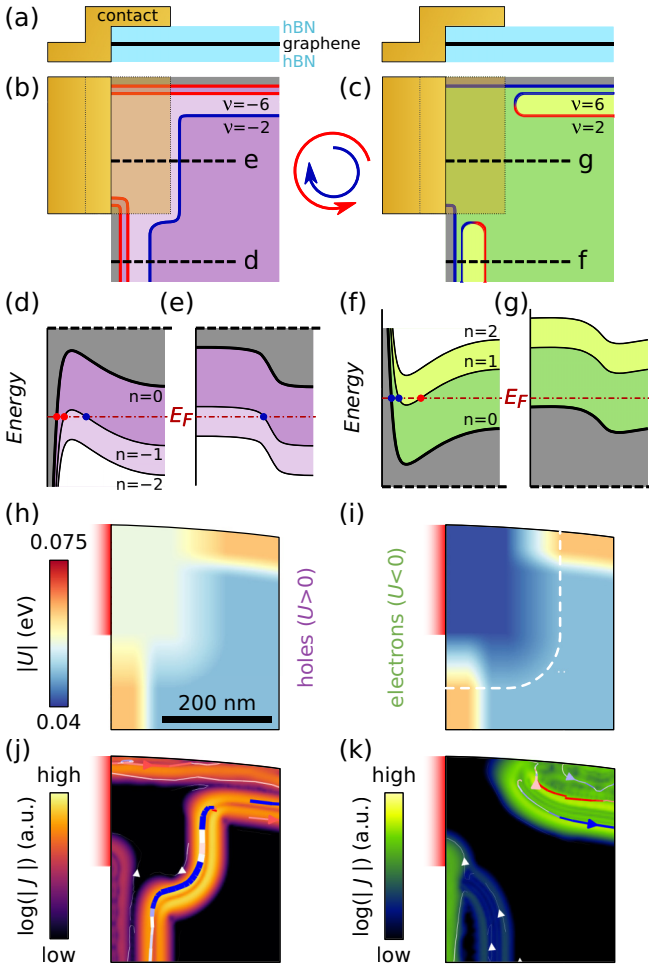 (a)
contact
hBN
graphene
hBN
(b)
ν=−6
ν=−2
e
d
(c)
ν=6
ν=2
g
f
(d)
(e)
(f)
(g)
Energy
n=0
n=−1
n=−2
E_F
Energy
n=2
n=1
n=0
E_F
(h)
0.075
|U| (eV)
0.04
200 nm
holes (U>0)
(i)
electrons (U<0)
(j)
high
log(|J|) (a.u.)
low
(k)
high
log(|J|) (a.u.)
low